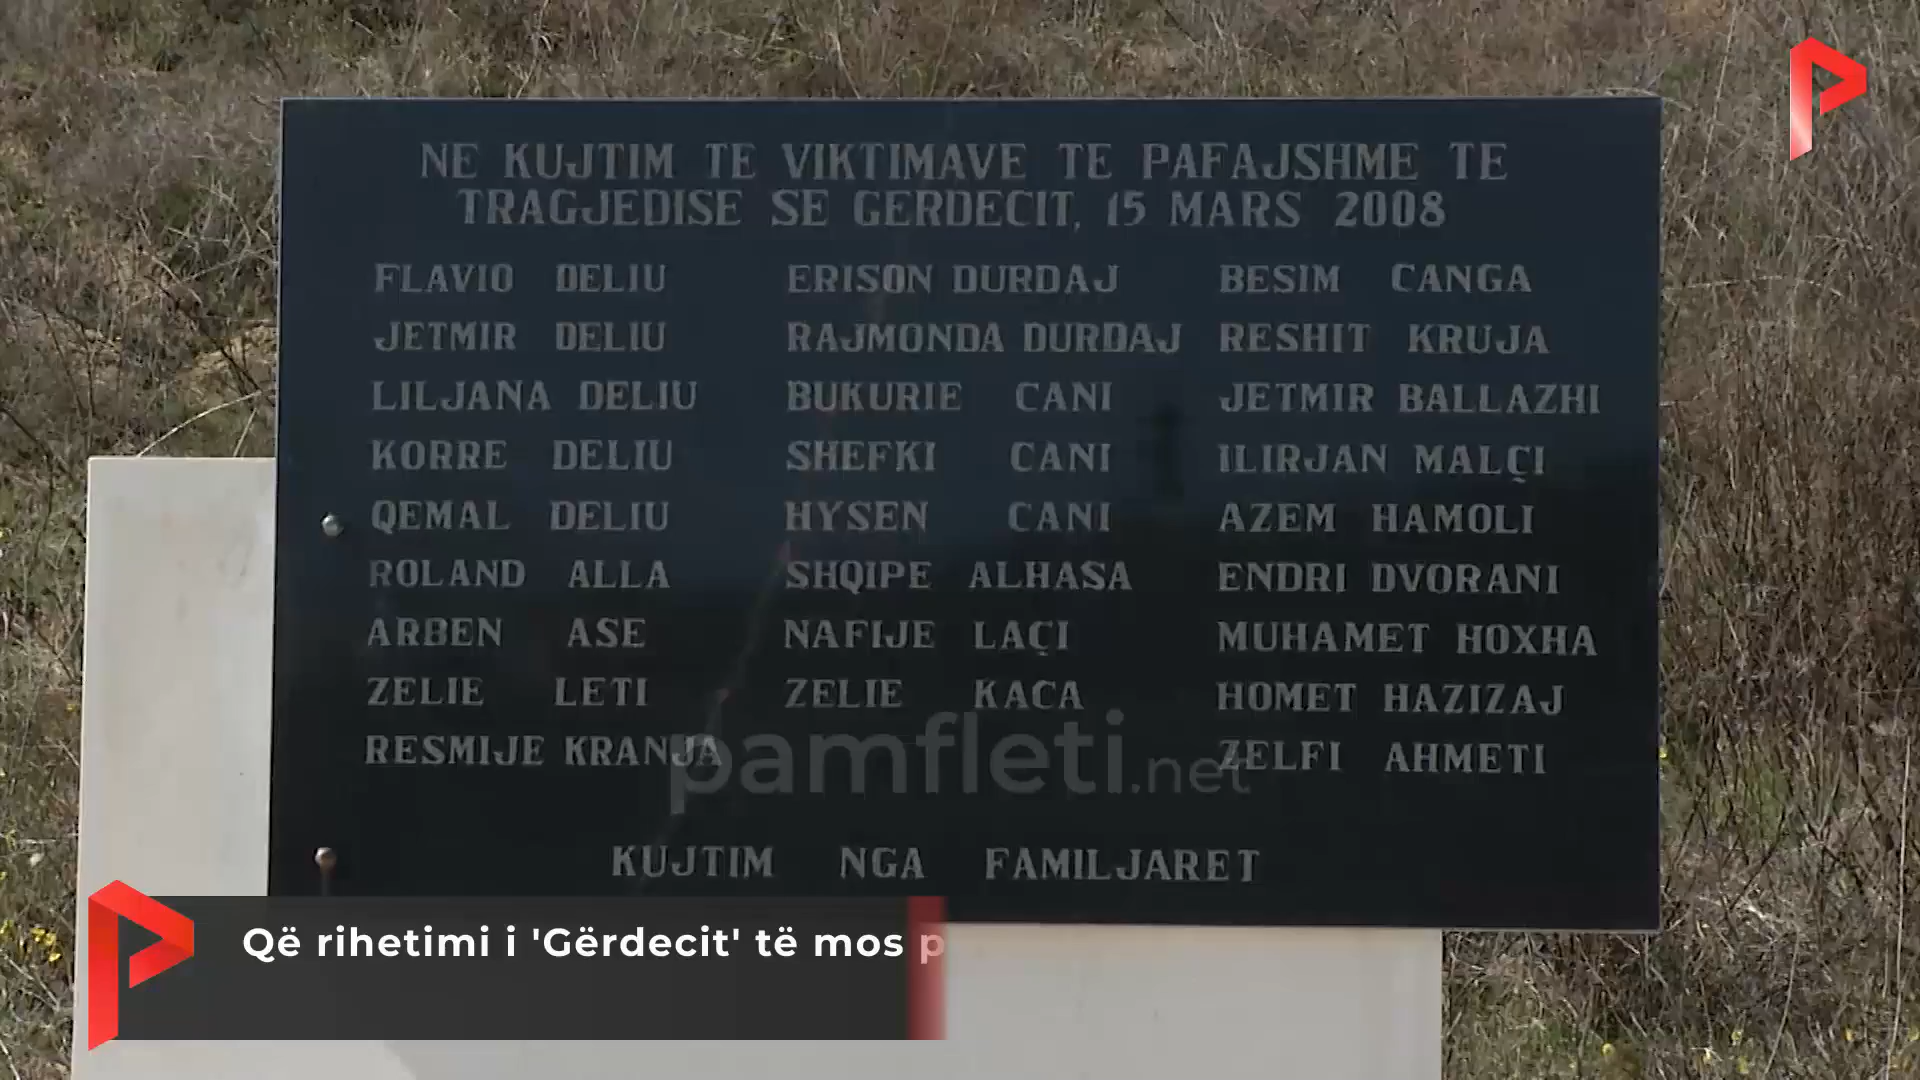 NE KUJTIM TE VIKTIMAVE TE PAFAJSHME TE
TRAGJEDISE SE GERDECIT, 15 MARS 2008
FLAVIO DELIU ERISON DURDAJ BESIM CANGA
JETMIR DELIU RAJMONDA DURDAJ RESHIT KRUJA
LILJANA DELIU BUKURIE CANI JETMIR BALLAZHI
KORRE DELIU SHEFKI CANI ILIRJAN MALÇI
QEMAL DELIU HYSEN CANI AZEM HAMOLI
ROLAND ALLA SHQIPE ALHASA ENDRI DVORANI
ARBEN ASE NAFIJE LAÇI MUHAMET HOXHA
ZELIE LETI ZELIE KACA HOMET HAZIZAJ
RESMIJE KRANJA ZELFI AHMETI
pamfleti.net
KUJTIM NGA FAMILJARET
Që rihetimi i 'Gërdecit' të mos p